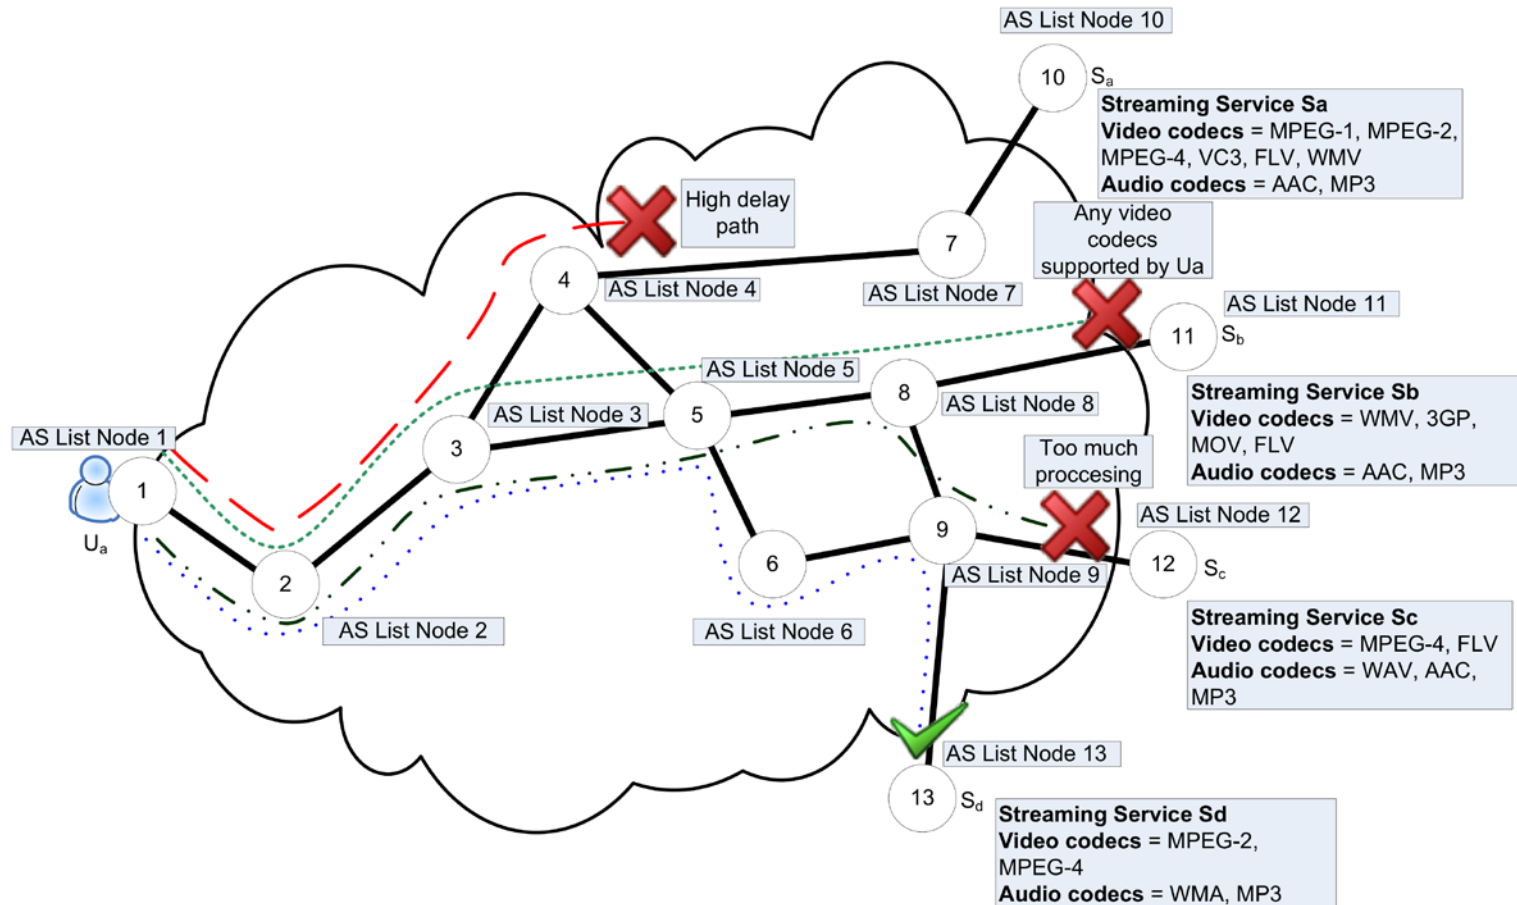 AS List Node 10
10
Sa
Streaming Service Sa
Video codecs = MPEG-1, MPEG-2,
MPEG-4, VC3, FLV, WMV
Audio codecs = AAC, MP3
High delay
path
Any video
codecs
supported by Ua
7
4
AS List Node 4
AS List Node 7
AS List Node 11
11
Sb
AS List Node 5
8
AS List Node 8
Streaming Service Sb
Video codecs = WMV, 3GP,
MOV, FLV
Audio codecs = AAC, MP3
AS List Node 3
5
AS List Node 1
3
Too much
proccesing
1
Ua
AS List Node 12
9
12
Sc
6
AS List Node 9
2
AS List Node 2
AS List Node 6
Streaming Service Sc
Video codecs = MPEG-4, FLV
Audio codecs = WAV, AAC,
MP3
AS List Node 13
13
Sd
Streaming Service Sd
Video codecs = MPEG-2,
MPEG-4
Audio codecs = WMA, MP3